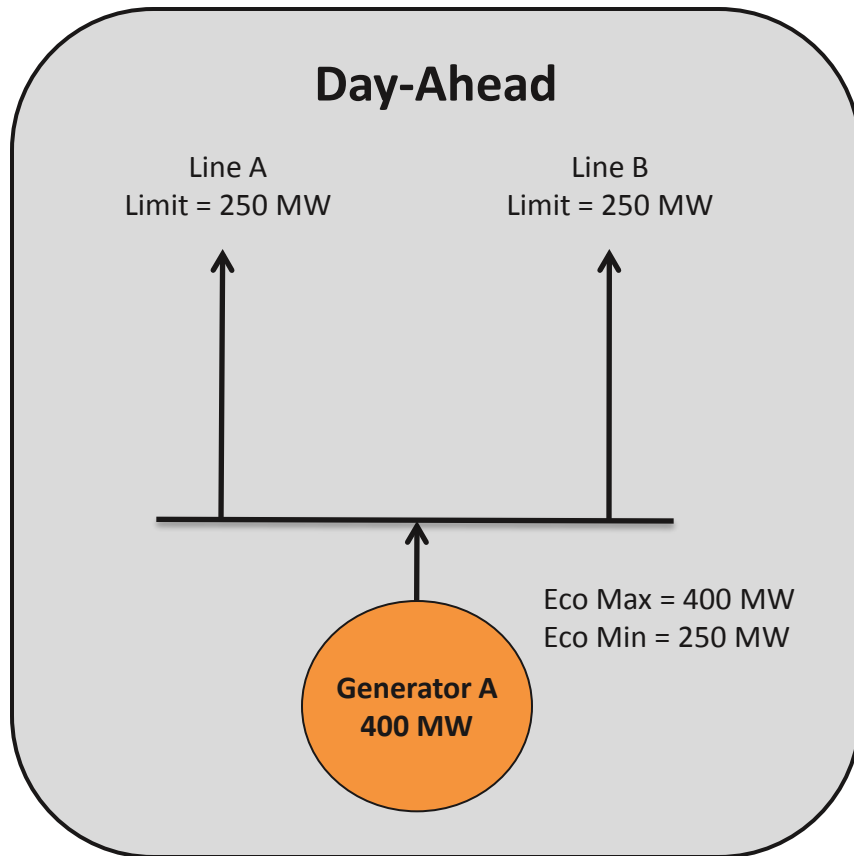 Day-Ahead
Line A
Limit = 250 MW
Line B
Limit = 250 MW
Eco Max = 400 MW
Eco Min = 250 MW
Generator A
400 MW